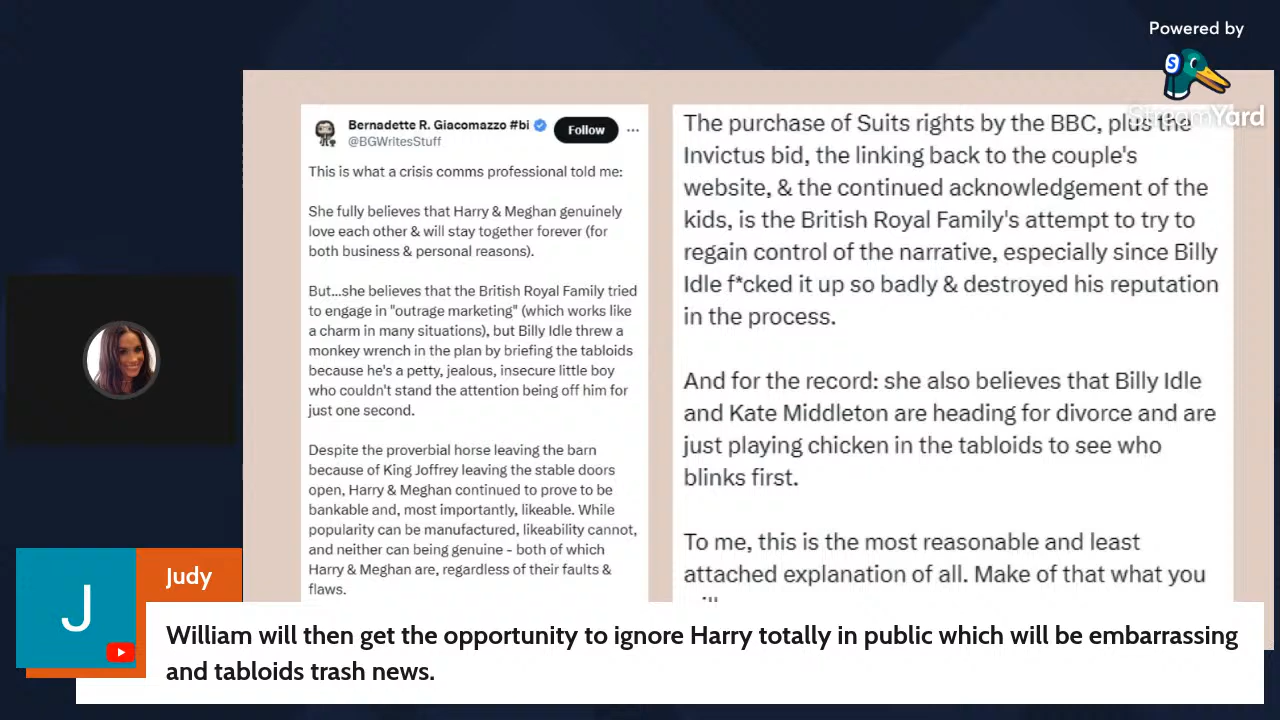 Powered by
S
StreamYard
Bernadette R. Giacomazzo #bi
Follow
...
@BGWritesStuff
This is what a crisis comms professional told me:
She fully believes that Harry & Meghan genuinely
love each other & will stay together forever (for
both business & personal reasons).
But...she believes that the British Royal Family tried
to engage in "outrage marketing" (which works like
a charm in many situations), but Billy Idle threw a
monkey wrench in the plan by briefing the tabloids
because he's a petty, jealous, insecure little boy
who couldn't stand the attention being off him for
just one second.
Despite the proverbial horse leaving the barn
because of King Joffrey leaving the stable doors
open, Harry & Meghan continued to prove to be
bankable and, most importantly, likeable. While
popularity can be manufactured, likeability cannot,
and neither can being genuine - both of which
Harry & Meghan are, regardless of their faults &
flaws.
The purchase of Suits rights by the BBC, plus the
Invictus bid, the linking back to the couple's
website, & the continued acknowledgement of the
kids, is the British Royal Family's attempt to try to
regain control of the narrative, especially since Billy
Idle f*cked it up so badly & destroyed his reputation
in the process.
And for the record: she also believes that Billy Idle
and Kate Middleton are heading for divorce and are
just playing chicken in the tabloids to see who
blinks first.
To me, this is the most reasonable and least
attached explanation of all. Make of that what you
J
Judy
William will then get the opportunity to ignore Harry totally in public which will be embarrassing
and tabloids trash news.